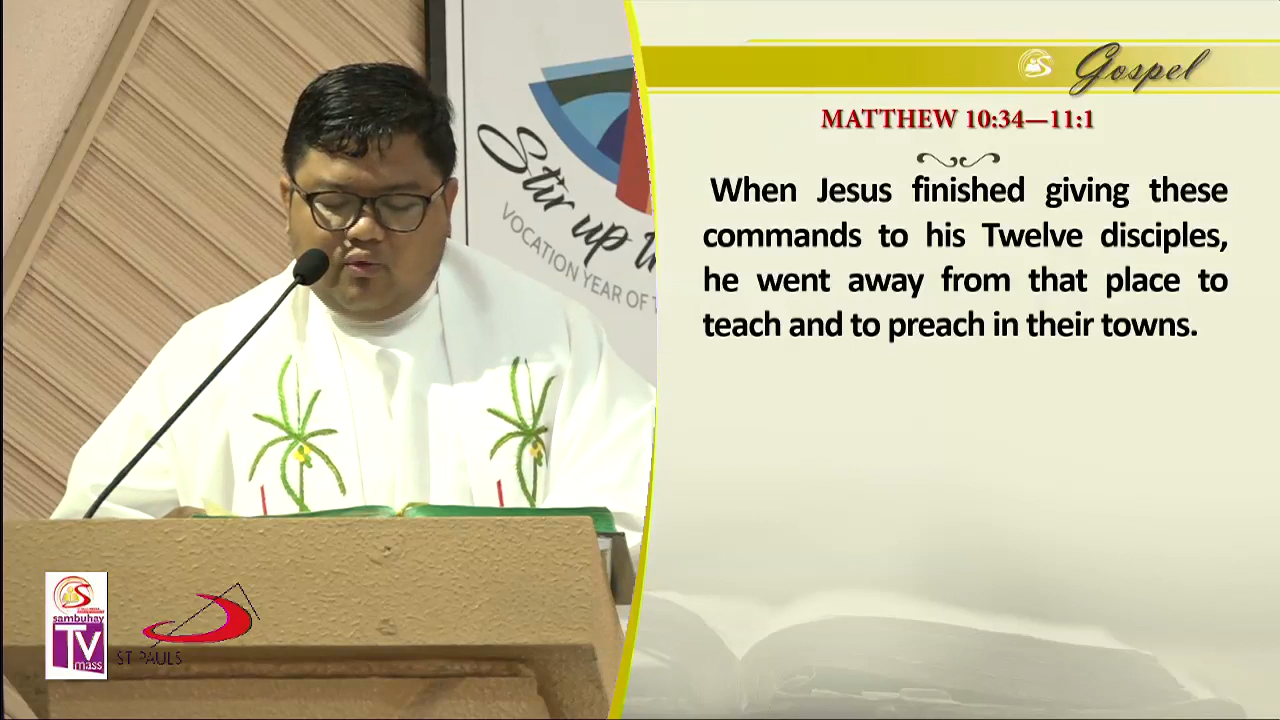 Stir up
VOCATION YEAR OF
Gospel
MATTHEW 10:34—11:1
When Jesus finished giving these
commands to his Twelve disciples,
he went away from that place to
teach and to preach in their towns.
sambuhay
TV
mass
ST PAULS